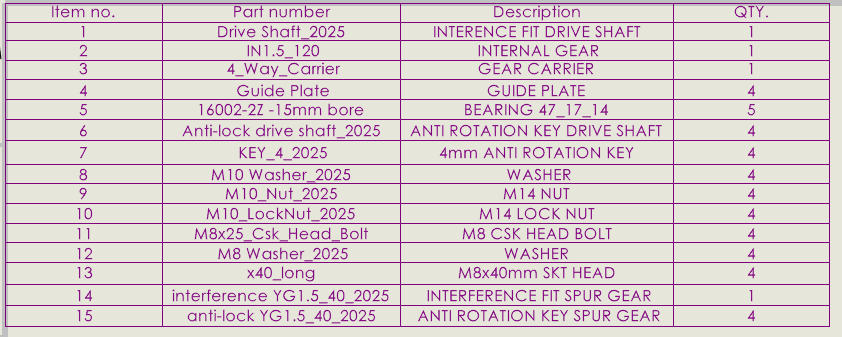 Item no. Part number Description QTY.
1 Drive Shaft_2025 INTERENCE FIT DRIVE SHAFT 1
2 IN1.5_120 INTERNAL GEAR 1
3 4_Way_Carrier GEAR CARRIER 1
4 Guide Plate GUIDE PLATE 4
5 16002-2Z -15mm bore BEARING 47_17_14 5
6 Anti-lock drive shaft_2025 ANTI ROTATION KEY DRIVE SHAFT 4
7 KEY_4_2025 4mm ANTI ROTATION KEY 4
8 M10 Washer_2025 WASHER 4
9 M10_Nut_2025 M14 NUT 4
10 M10_LockNut_2025 M14 LOCK NUT 4
11 M8x25_Csk_Head_Bolt M8 CSK HEAD BOLT 4
12 M8 Washer_2025 WASHER 4
13 x40_long M8x40mm SKT HEAD 4
14 interference YG1.5_40_2025 INTERFERENCE FIT SPUR GEAR 1
15 anti-lock YG1.5_40_2025 ANTI ROTATION KEY SPUR GEAR 4